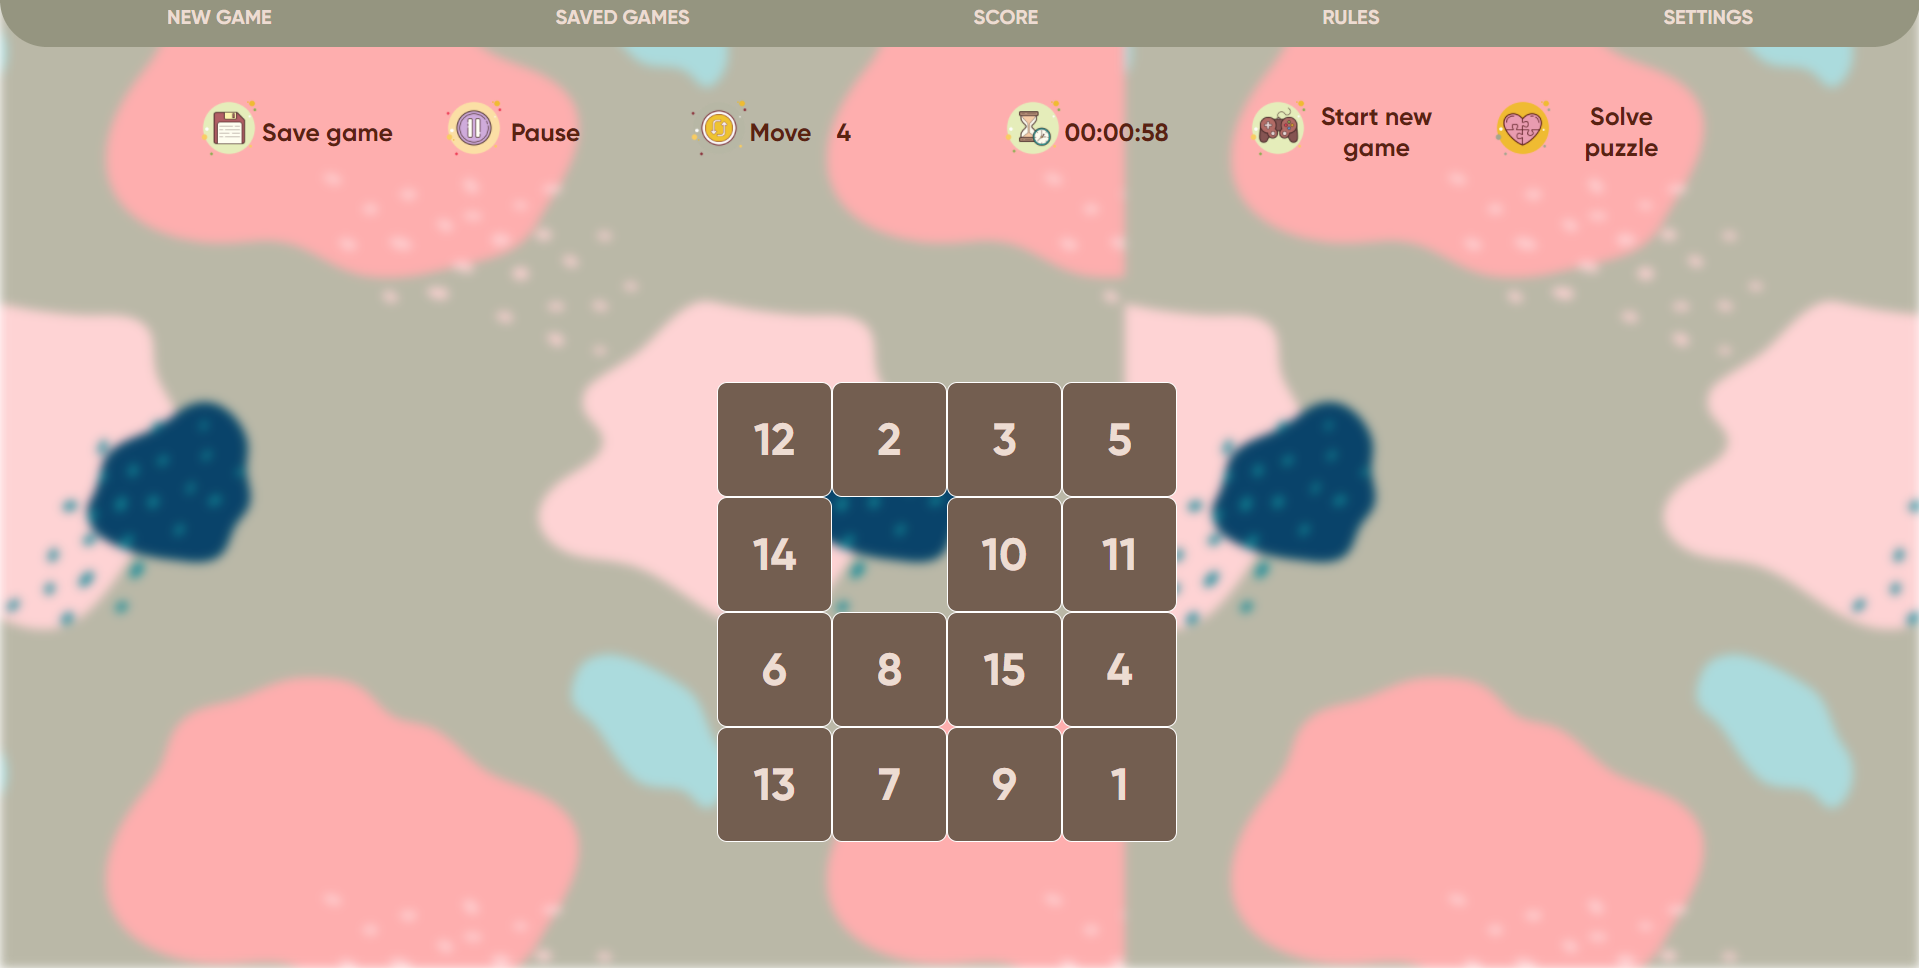 NEW GAME SAVED GAMES SCORE RULES SETTINGS
Save game Pause Move 4 00:00:58 Start new
game Solve
puzzle
12 2 3 5
14 10 11
6 8 15 4
13 7 9 1